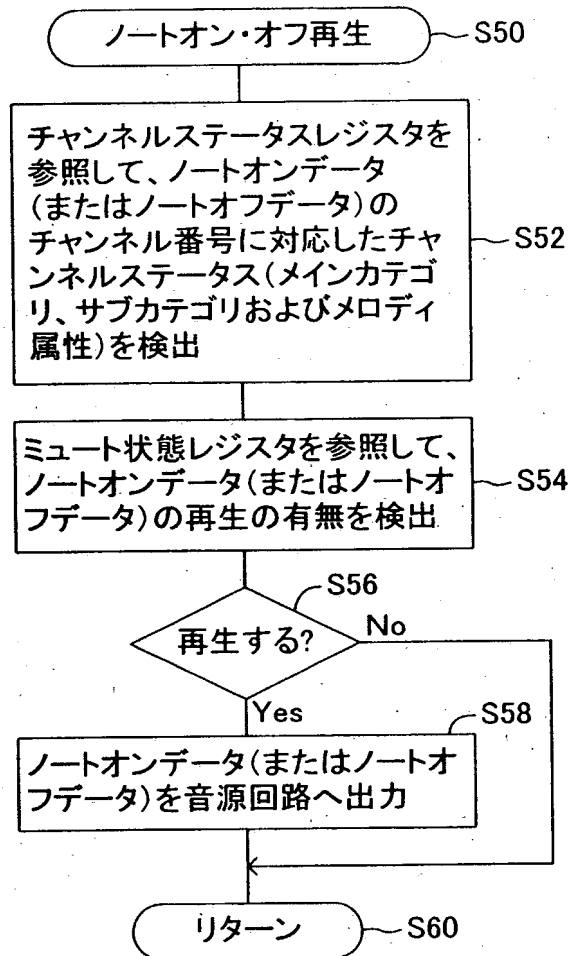 ノートオン・オフ再生
S50
チャンネルステータスレジスタを
参照して、ノートオンデータ
(またはノートオフデータ)の
チャンネル番号に対応したチャ
ンネルステータス(メインカテゴ
リ、サブカテゴリおよびメロディ
属性)を検出
S52
ミュート状態レジスタを参照して、
ノートオンデータ(またはノートオ
フデータ)の再生の有無を検出
S54
S56
再生する?
No
Yes
S58
ノートオンデータ(またはノートオ
フデータ)を音源回路へ出力
リターン
S60